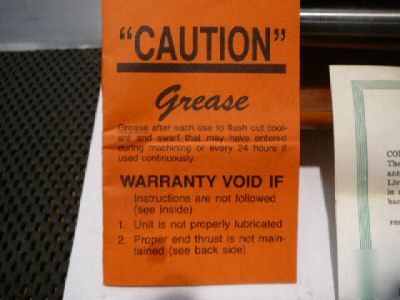 "CAUTION"
Grease
Grease after each use to flush out cool-
ant and swarf that may have entered
during machining or every 24 hours if
used continuously.
WARRANTY VOID IF
Instructions are not followed
(see inside)
1. Unit is not properly lubricated
2. Proper end thrust is not main-
tained (see back side)
The
in